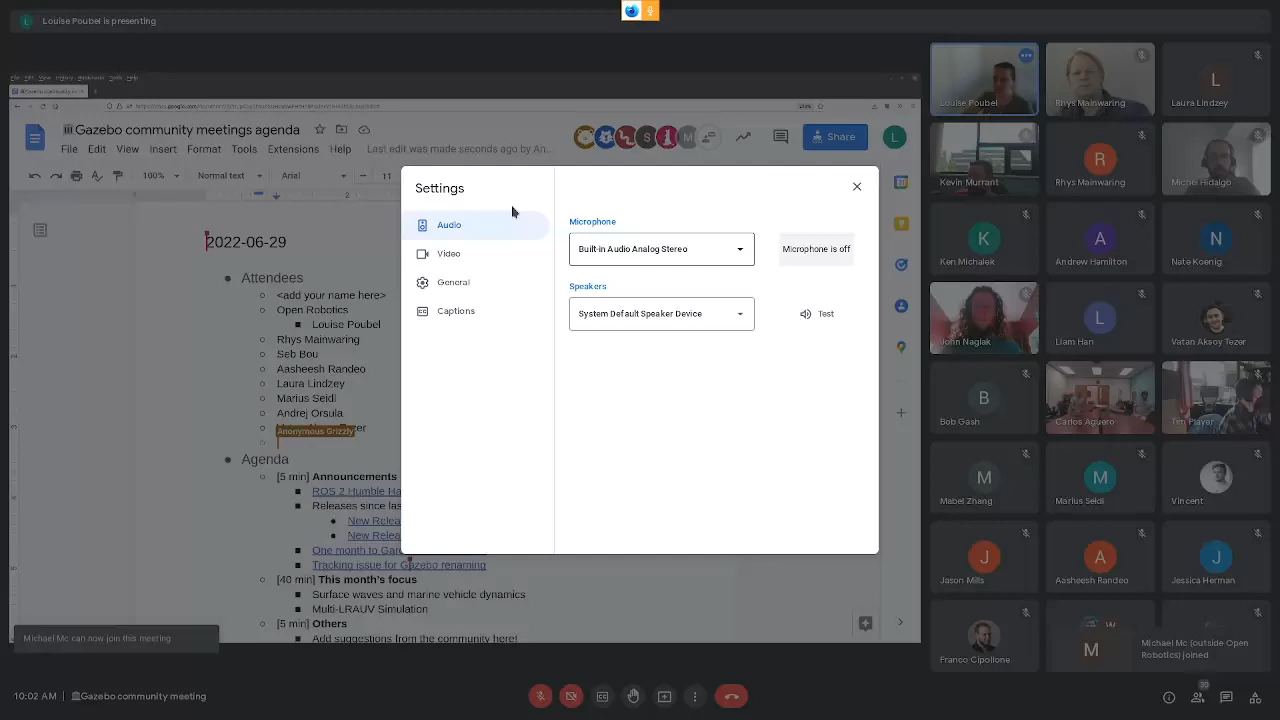 Louise Poubel is presenting
Gazebo community meetings agenda
File Edit View Insert Format Tools Extensions Help
Last edit was made seconds ago by An...
Share
L
100%
Normal text
Arial
11
2
2022-06-29
Attendees
<add your name here>
Open Robotics
Louise Poubel
Rhys Mainwaring
Seb Bou
Aasheesh Randeo
Laura Lindzey
Marius Seidl
Andrej Orsula
Anonymous Grizzly
Agenda
[5 min] Announcements
ROS 2 Humble Ha
Releases since las
New Relea
New Relea
One month to Gar
Tracking issue for Gazebo renaming
[40 min] This month's focus
Surface waves and marine vehicle dynamics
Multi-LRAUV Simulation
[5 min] Others
Add suggestions from the community here!
Settings
Audio
Video
General
Captions
Microphone
Built-in Audio Analog Stereo
Microphone is off
Speakers
System Default Speaker Device
Test
Louise Poubel
Rhys Mainwaring
L
Laura Lindzey
Kevin Murrant
R
Rhys Mainwaring
Michel Hidalgo
K
Ken Michalek
A
Andrew Hamilton
N
Nate Koenig
John Naglak
L
Liam Han
Vatan Aksoy Tezer
B
Bob Gash
Carlos Aguero
Tim Player
M
Mabel Zhang
M
Marius Seidl
Vincent
J
Jason Mills
A
Aasheesh Randeo
J
Jessica Herman
Franco Cipollone
W
M
Michael Mc (outside Open
Robotics) joined
Michael Mc can now join this meeting
10:02 AM | Gazebo community meeting
30